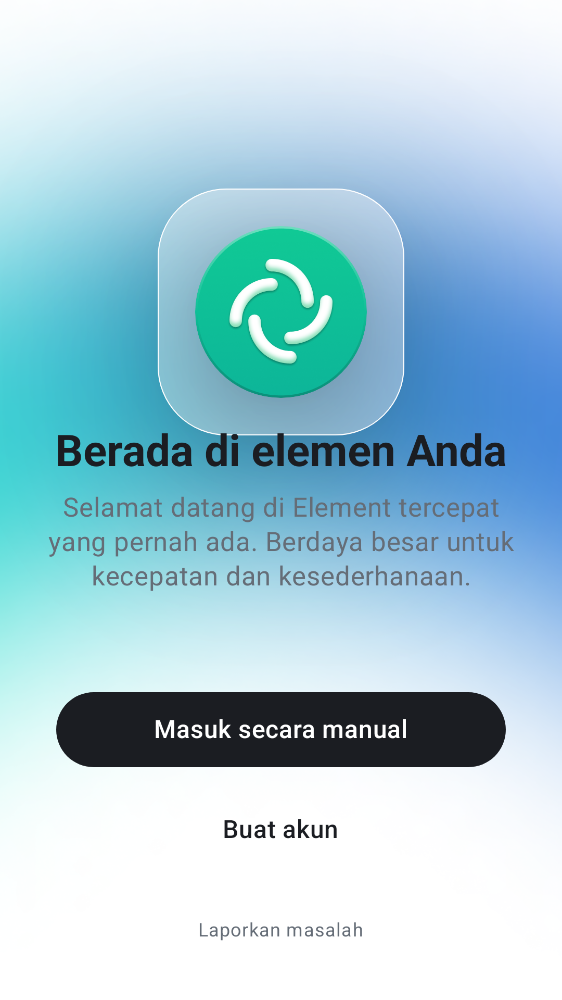 Berada di elemen Anda
Selamat datang di Element tercepat
yang pernah ada. Berdaya besar untuk
kecepatan dan kesederhanaan.
Masuk secara manual
Buat akun
Laporkan masalah